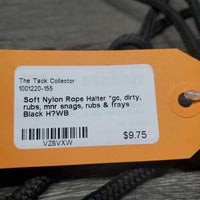 The Tack Collector
1001220-155
Soft Nylon Rope Halter *gc, dirty,
rubs, mnr snags, rubs & frays
Black H?WB
$9.75
VZBVXW